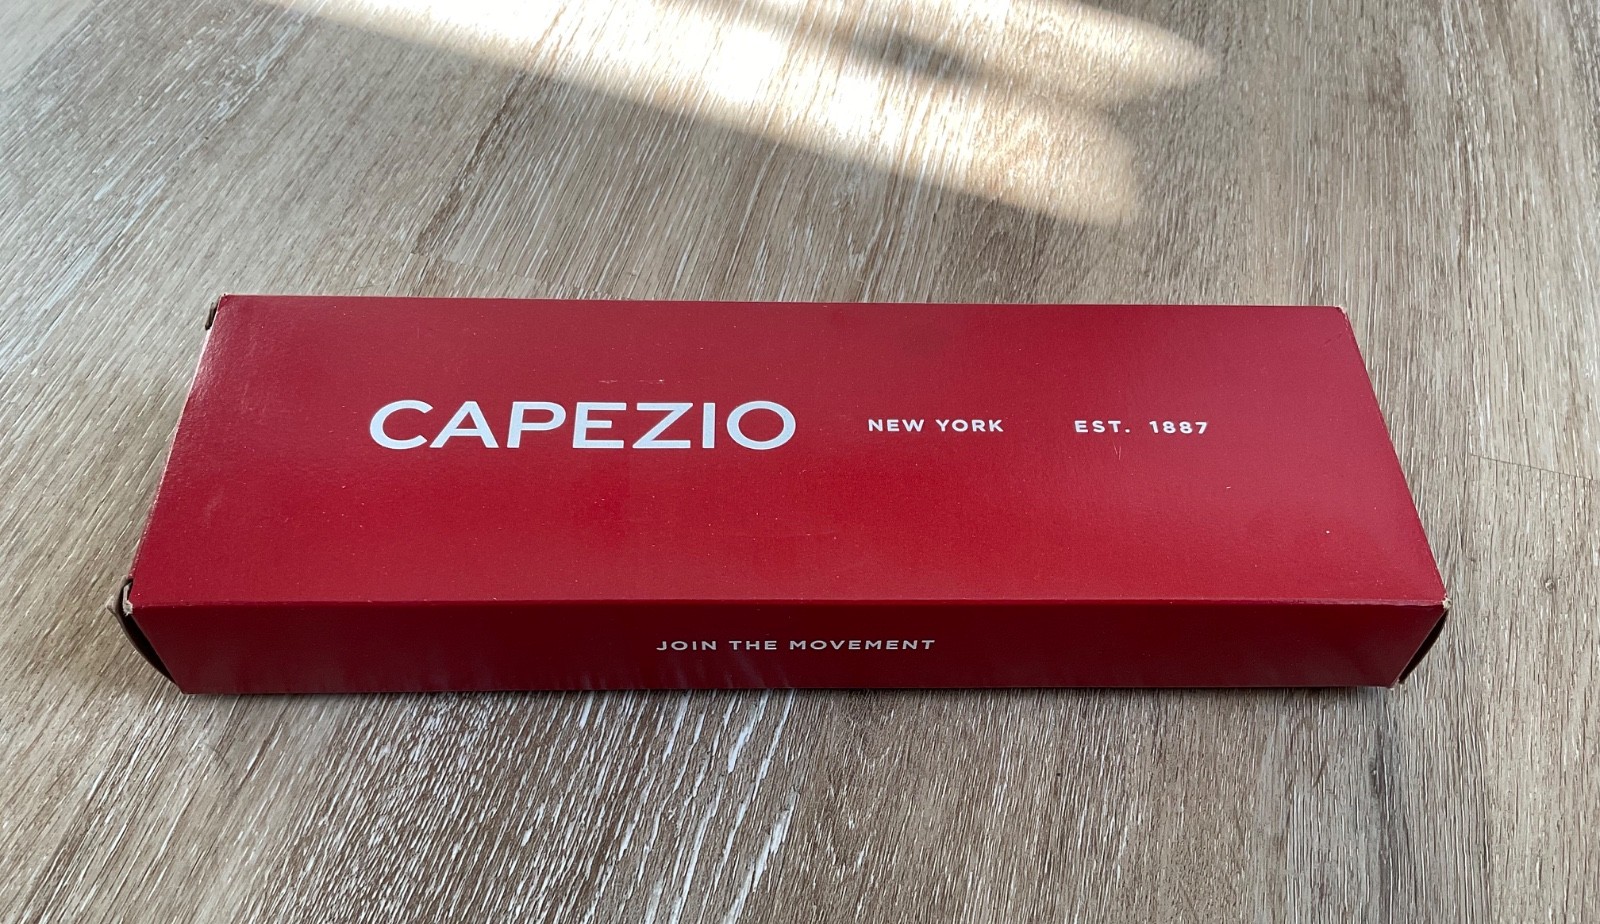 CAPEZIO NEW YORK EST. 1887
JOIN THE MOVEMENT